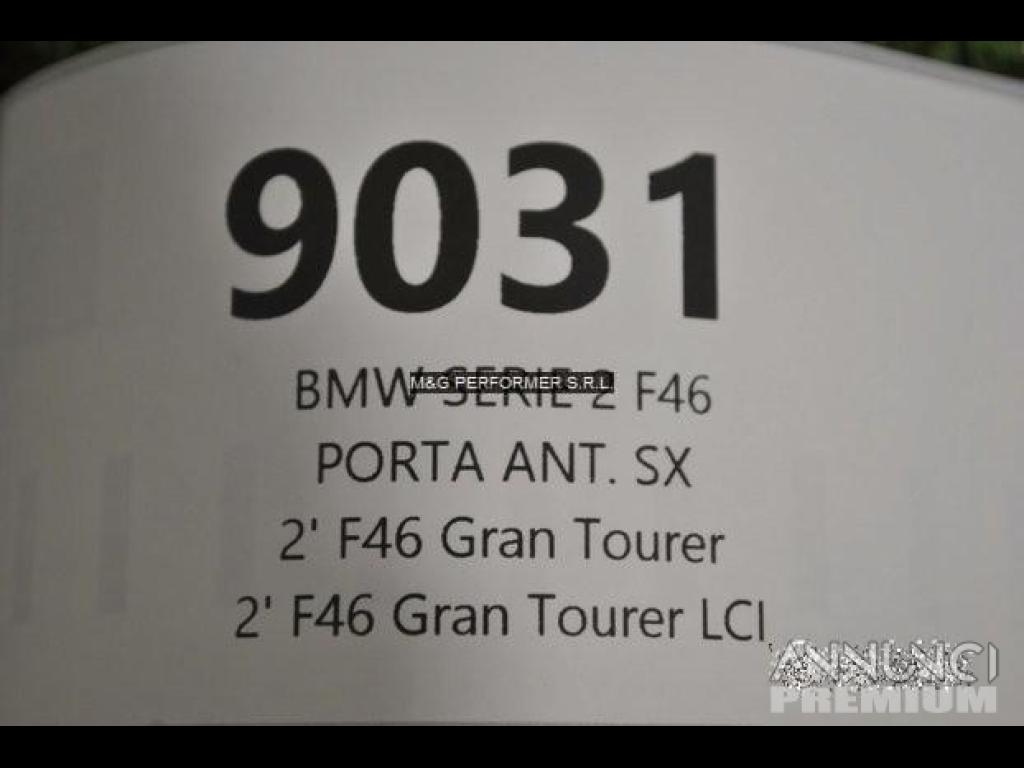 9031
BMW SERIE 2 F46
M&G PERFORMER S.R.L.
PORTA ANT. SX
2' F46 Gran Tourer
2' F46 Gran Tourer LCI
ANNUNCI
PREMIUM